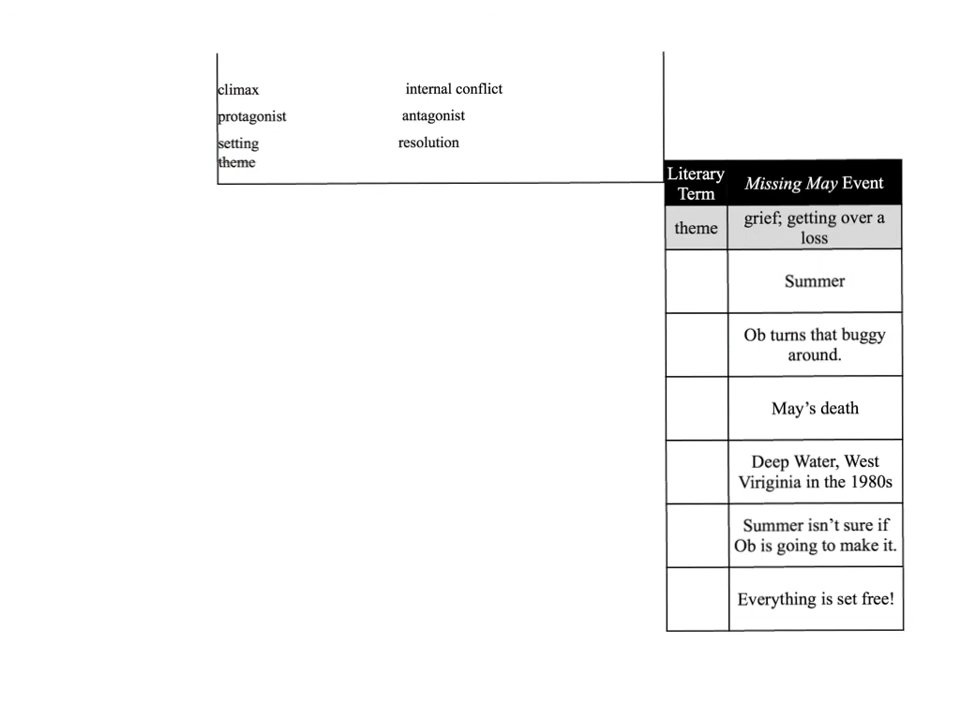 climax internal conflict
protagonist antagonist
setting resolution
theme
Literary Term Missing May Event
theme grief; getting over a loss
Summer
Ob turns that buggy
around.
May’s death
Deep Water, West
Viriginia in the 1980s
Summer isn’t sure if
Ob is going to make it.
Everything is set free!